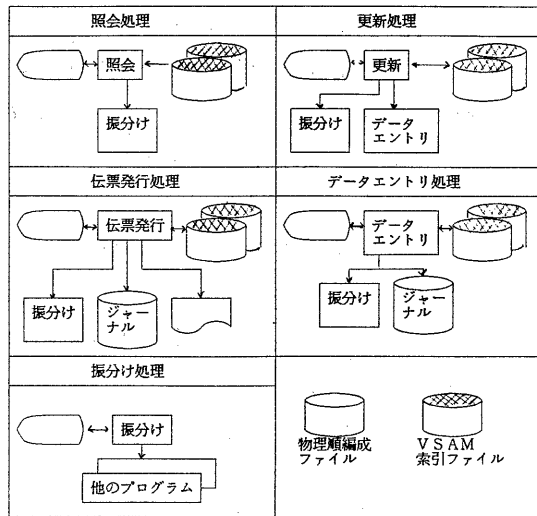 照会処理
更新処理
照会
振分け
更新
振分け
データ
エントリ
伝票発行処理
データエントリ処理
伝票発行
振分け
ジャー
ナル
データ
エントリ
振分け
ジャー
ナル
振分け処理
振分け
他のプログラム
物理順編成
ファイル
VSAM
索引ファイル